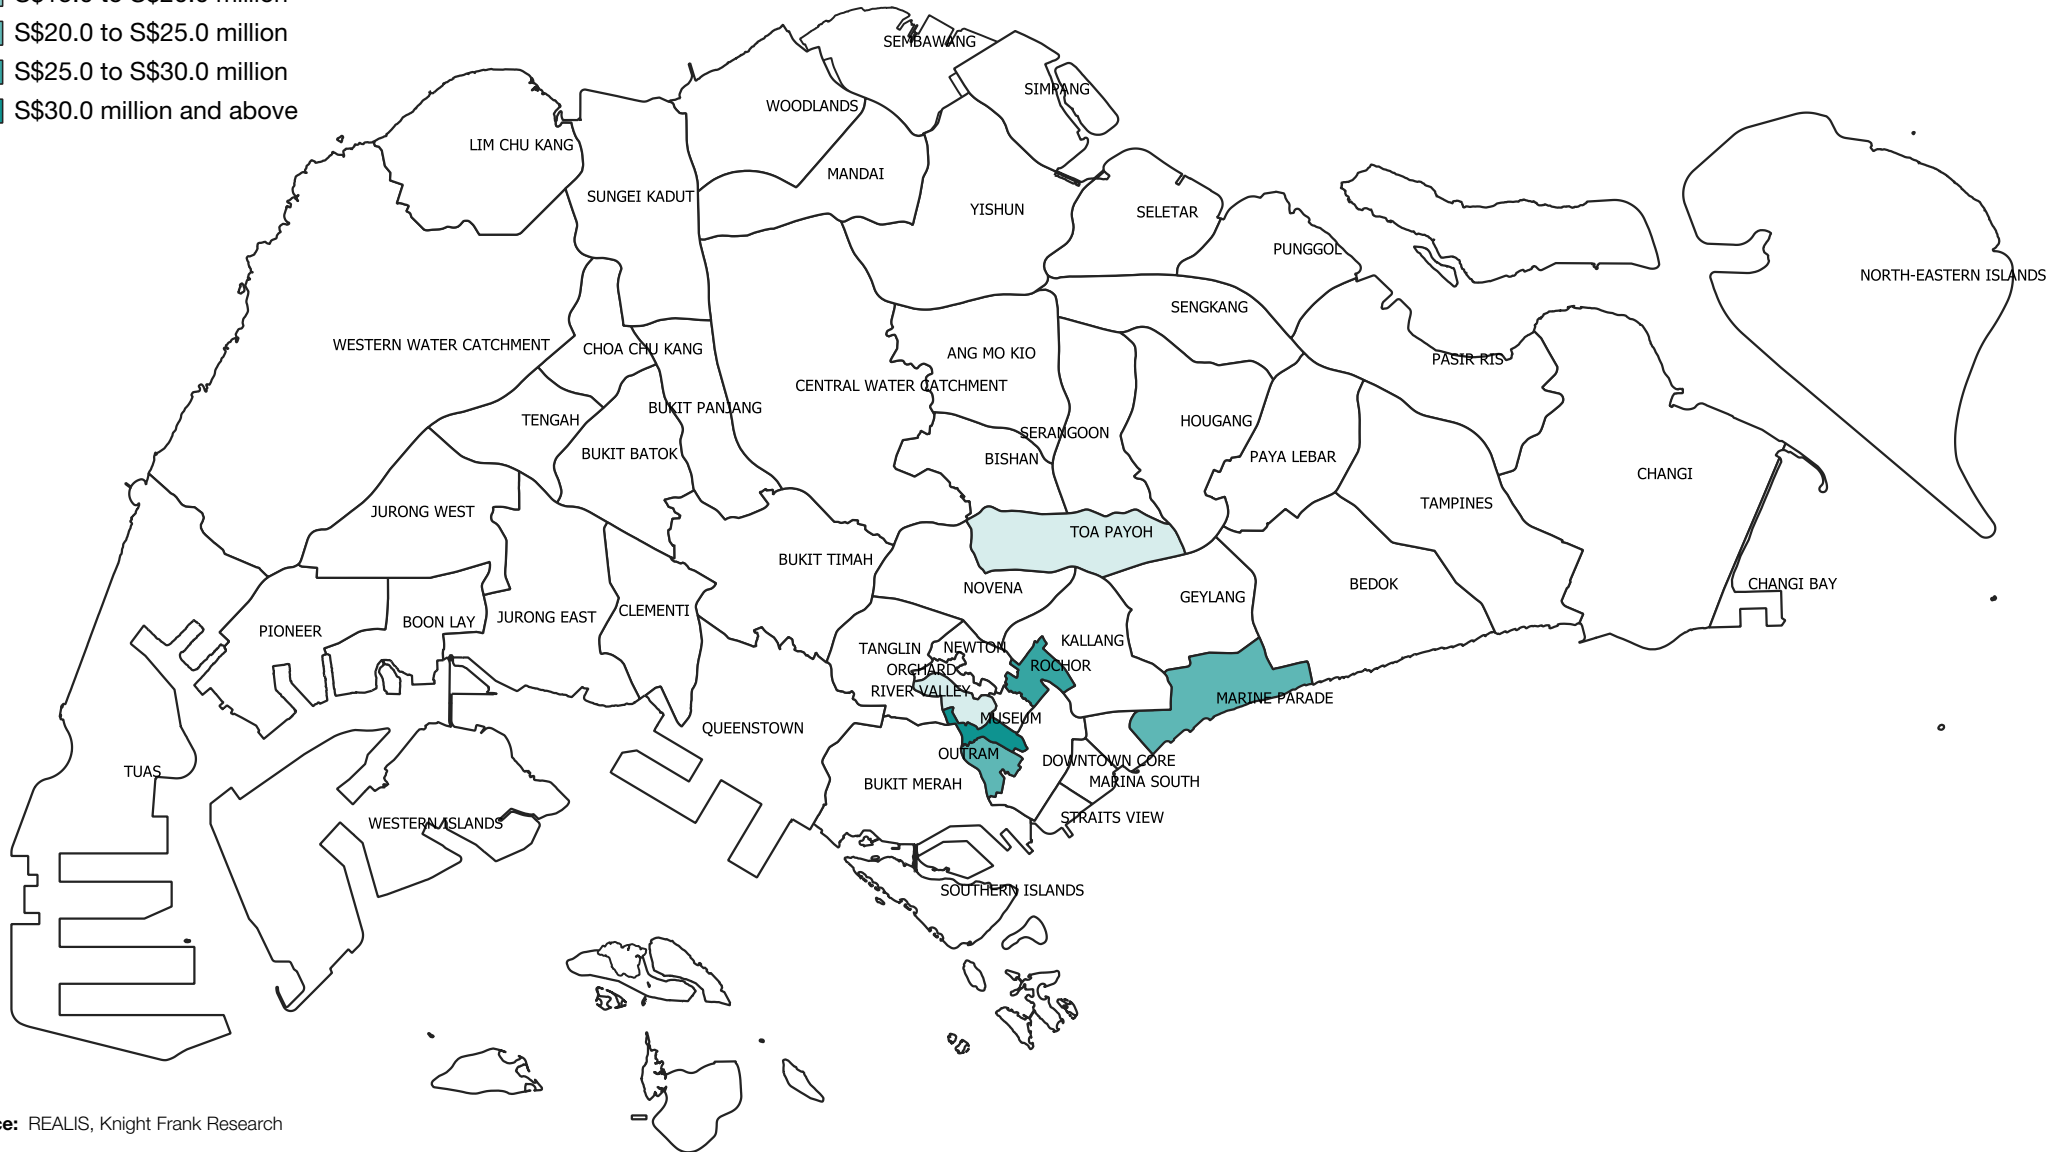 S$20.0 to S$25.0 million
S$25.0 to S$30.0 million
S$30.0 million and above
SEMBAWANG
SIMPANG
WOODLANDS
LIM CHU KANG
MANDAI
SUNGEI KADUT
YISHUN
SELETAR
PUNGGOL
NORTH-EASTERN ISLANDS
SENGKANG
WESTERN WATER CATCHMENT
CHOA CHU KANG
ANG MO KIO
PASIR RIS
CENTRAL WATER CATCHMENT
BUKIT PANJANG
TENGAH
HOUGANG
SERANGOON
BUKIT BATOK
BISHAN
PAYA LEBAR
CHANGI
TAMPINES
JURONG WEST
TOA PAYOH
BUKIT TIMAH
NOVENA
BEDOK
CHANGI BAY
GEYLANG
CLEMENTI
JURONG EAST
BOON LAY
PIONEER
KALLANG
TANGLIN
NEWTON
ROCHOR
ORCHARD
RIVER VALLEY
MARINE PARADE
MUSEUM
QUEENSTOWN
OUTRAM
DOWNTOWN CORE
TUAS
BUKIT MERAH
MARINA SOUTH
STRAITS VIEW
WESTERN ISLANDS
SOUTHERN ISLANDS
REALIS, Knight Frank Research